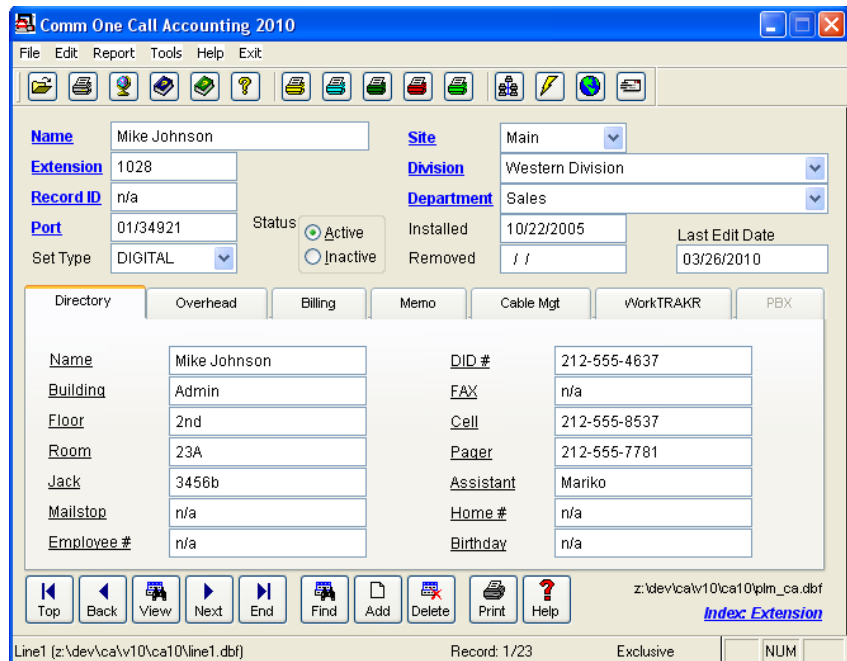 Comm One Call Accounting 2010
File Edit Report Tools Help Exit
Name Mike Johnson Site Main
Extension 1028 Division Western Division
Record ID n/a Department Sales
Port 01/34921 Status Active Installed 10/22/2005 Last Edit Date
Set Type DIGITAL Inactive Removed / / 03/26/2010
Directory Overhead Billing Memo Cable Mgt WorkTRAKR PBX
Name Mike Johnson DID # 212-555-4637
Building Admin FAX n/a
Floor 2nd Cell 212-555-8537
Room 23A Pager 212-555-7781
Jack 3456b Assistant Mariko
Mailstop n/a Home # n/a
Employee # n/a Birthday n/a
Top Back View Next End Find Add Delete Print Help z:\dev\ca\v10\ca10\plm_ca.dbf
Index: Extension
Line1 (z:\dev\ca\v10\ca10\line1.dbf) Record: 1/23 Exclusive NUM